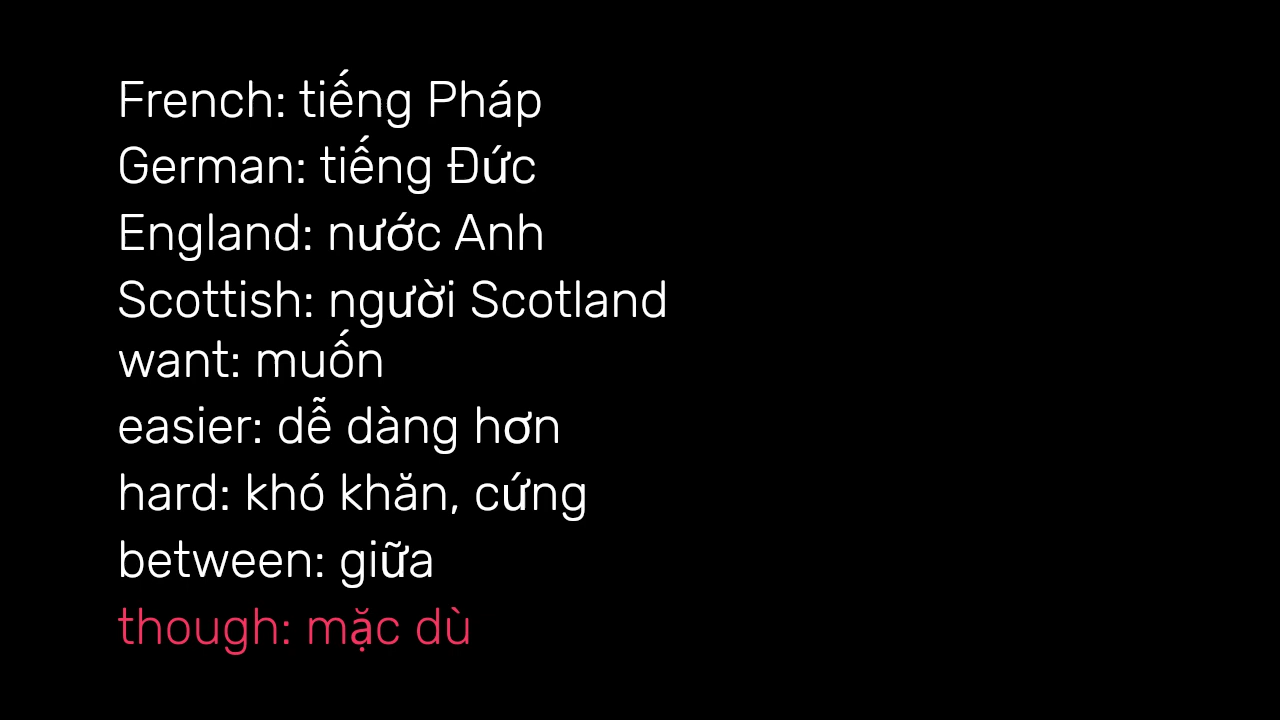 French: tiếng Pháp
German: tiếng Đức
England: nước Anh
Scottish: người Scotland
want: muốn
easier: dễ dàng hơn
hard: khó khăn, cứng
between: giữa
though: mặc dù